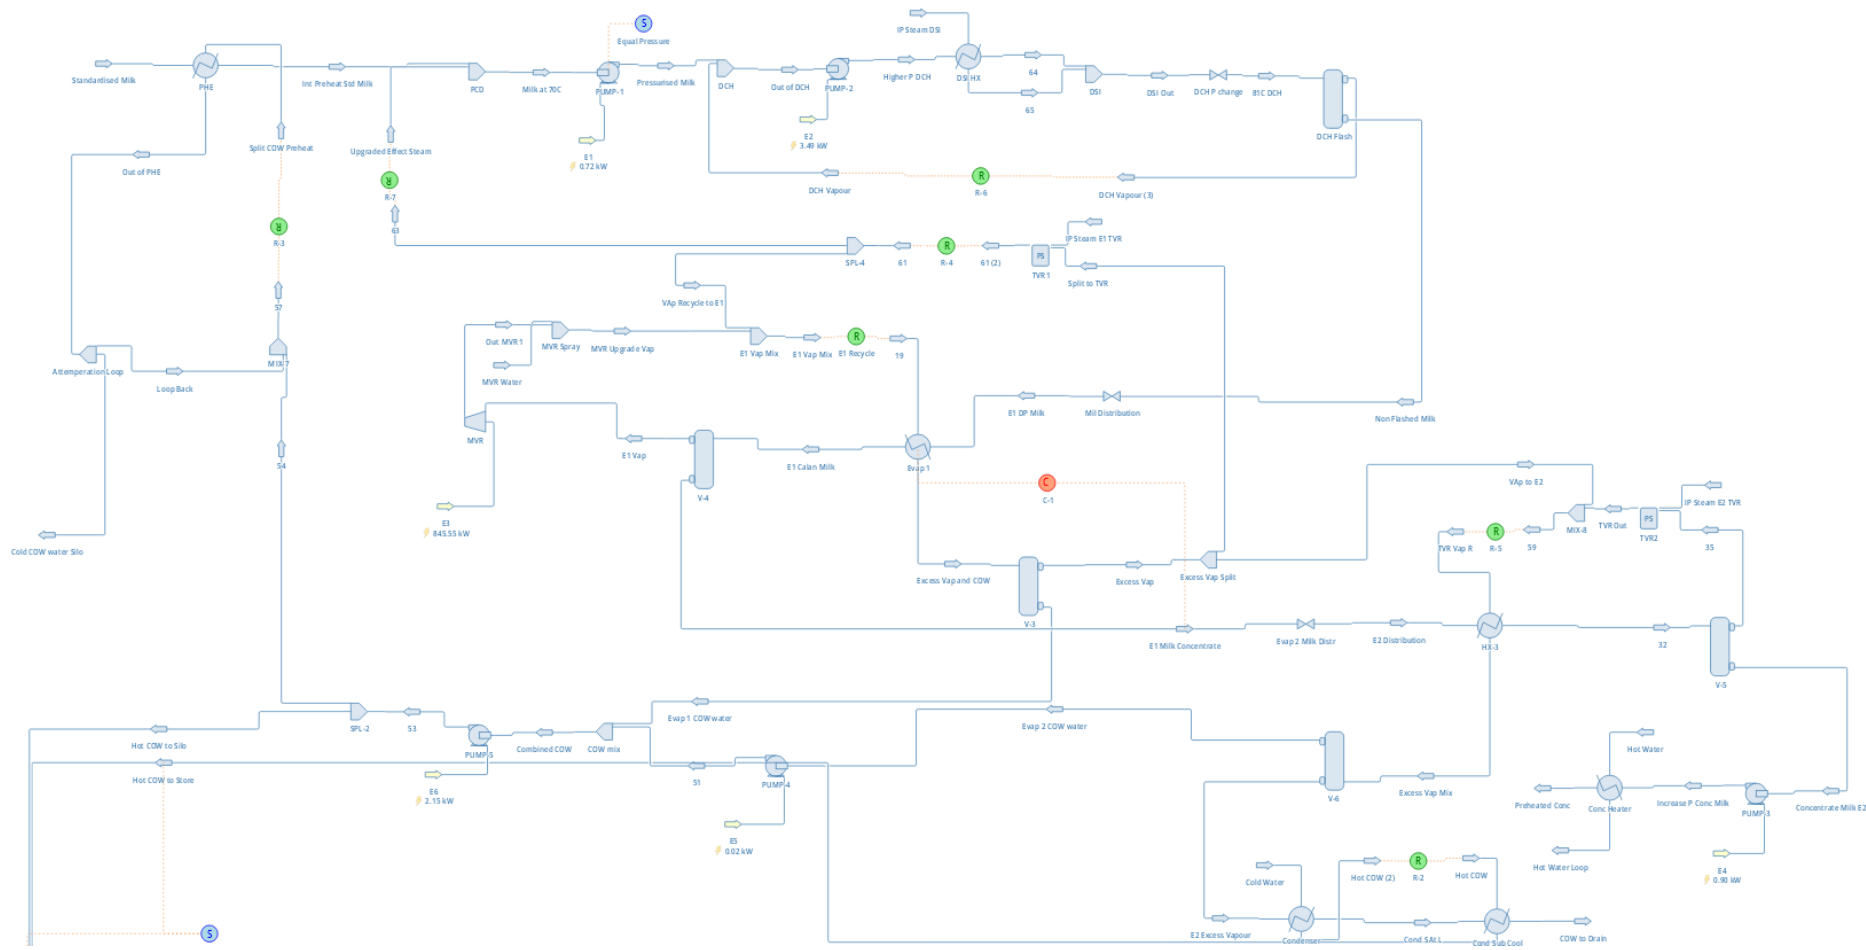 S
Equal Pressure
IP Steam DSI
Standardised Milk
PHE
Int Preheat Std Milk
PCD
Milk at 70C
PUMP-1
Pressurised Milk
DCH
Out of DCH
PUMP-2
Higher P DCH
DSI HX
64
65
DSI
DSI Out
DCH P change
81C DCH
DCH Flash
E1
0.72 kW
E2
3.49 kW
Split COW Preheat
Upgraded Effect Steam
Out of PHE
R
R-7
DCH Vapour
R
R-6
DCH Vapour (3)
R
R-3
63
SPL-4
61
R
R-4
61 (2)
PS
TVR 1
IP Steam E1 TVR
Split to TVR
57
VAp Recycle to E1
Out MVR 1
MVR Spray
MVR Upgrade Vap
E1 Vap Mix
E1 Vap Mix
R
E1 Recycle
19
MIX-7
Attemperation Loop
Loop Back
MVR Water
MVR
E1 DP Milk
Mil Distribution
Non Flashed Milk
E1 Vap
V-4
E1 Calan Milk
Evap 1
54
C
C-1
VAp to E2
IP Steam E2 TVR
E3
845.55 kW
Cold COW water Silo
TVR Vap R
R
R-5
59
MIX-8
TVR Out
PS
TVR2
35
Excess Vap and COW
V-3
Excess Vap
Excess Vap Split
E1 Milk Concentrate
Evap 2 Milk Distr
E2 Distribution
HX-3
32
V-5
Hot COW to Silo
SPL-2
53
PUMP-5
Combined COW
COW mix
Evap 1 COW water
Evap 2 COW water
Hot COW to Store
E6
2.15 kW
51
PUMP-4
V-6
Excess Vap Mix
Hot Water
Preheated Conc
Conc Heater
Increase P Conc Milk
PUMP-3
Concentrate Milk E2
E5
0.02 kW
Hot Water Loop
E4
0.90 kW
Cold Water
Hot COW (2)
R
R-2
Hot COW
E2 Excess Vapour
Condenser
Cond SAt L
Cond Sub Cool
COW to Drain
S